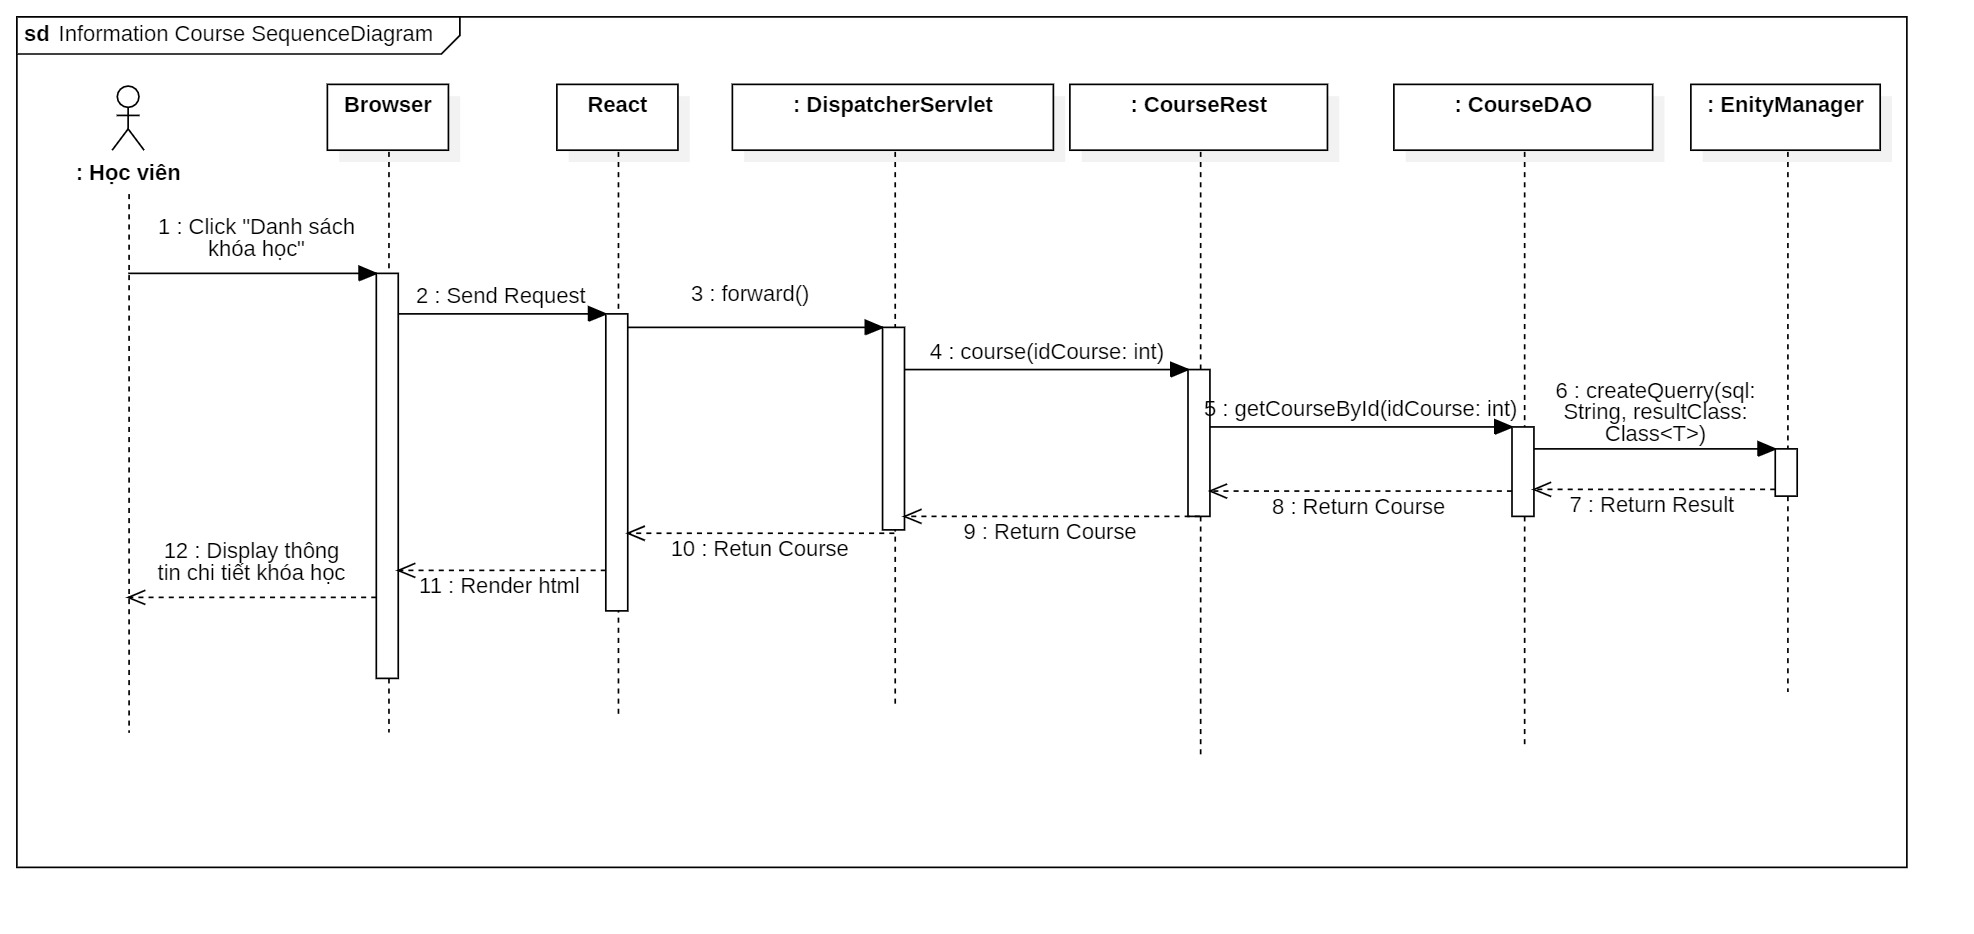 sd Information Course SequenceDiagram
: Học viên
Browser
React
: DispatcherServlet
: CourseRest
: CourseDAO
: EnityManager
1 : Click "Danh sách
khóa học"
2 : Send Request
3 : forward()
4 : course(idCourse: int)
5 : getCourseById(idCourse: int)
6 : createQuerry(sql:
String, resultClass:
Class<T>)
7 : Return Result
8 : Return Course
9 : Return Course
10 : Retun Course
11 : Render html
12 : Display thông
tin chi tiết khóa học